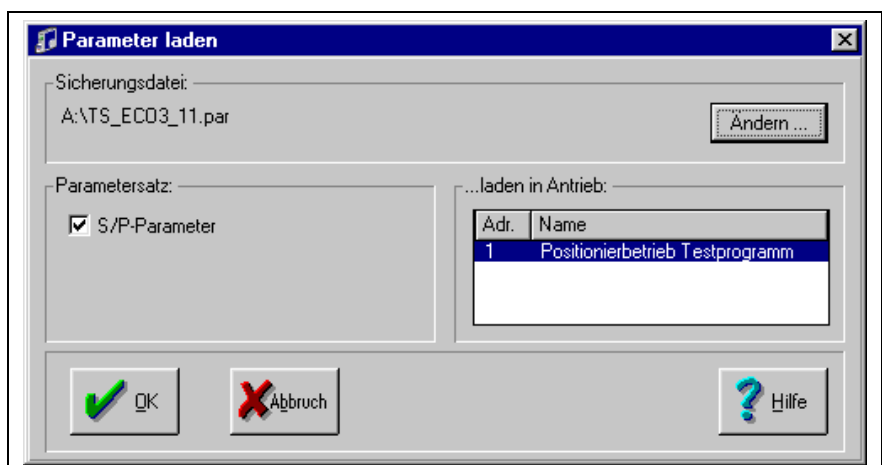 Parameter laden
Sicherungsdatei:
A:\TS_ECO3_11.par
Ändern ...
Parametersatz:
S/P-Parameter
...laden in Antrieb:
Adr. Name
1 Positionierbetrieb Testprogramm
OK
Abbruch
Hilfe